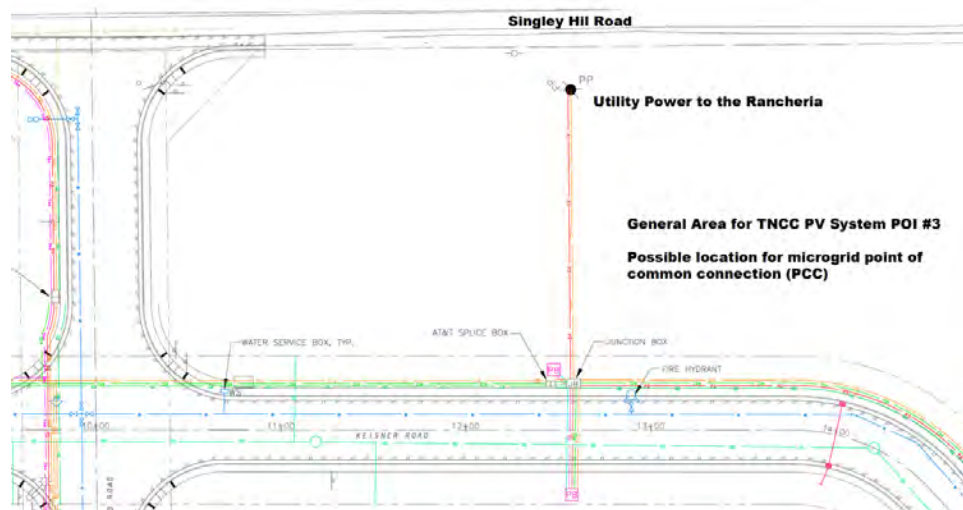 Singley Hil Road
PP
Utility Power to the Rancheria
General Area for TNCC PV System POI #3
Possible location for microgrid point of
common connection (PCC)
AT&T SPLICE BOX
JUNCTION BOX
WATER SERVICE BOX, TYP.
PB
FIRE HYDRANT
10+00
11+00
12+00
13+00
14+00
KEISNER ROAD
PB
ROAD